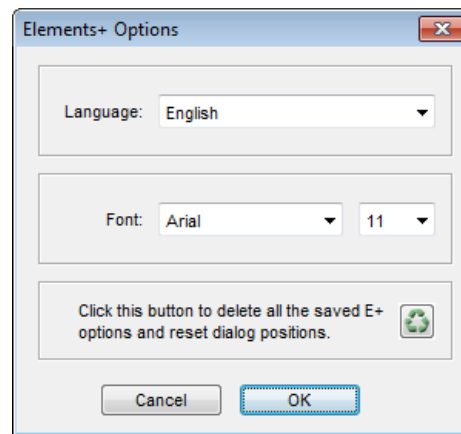 Elements+ Options
Language: English
Font: Arial 11
Click this button to delete all the saved E+
options and reset dialog positions.
Cancel OK